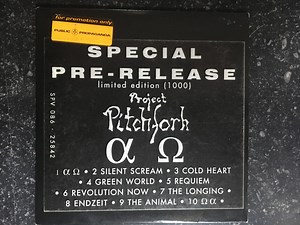 for promotion only
PUBLIC PROPAGANDA
SPECIAL
PRE-RELEASE
limited edition (1000)
Project
Pitchfork
α Ω
1 α Ω • 2 SILENT SCREAM • 3 COLD HEART
• 4 GREEN WORLD • 5 REQUIEM
• 6 REVOLUTION NOW • 7 THE LONGING •
8 ENDZEIT • 9 THE ANIMAL • 10 Ω α •
SPV 086 - 25842